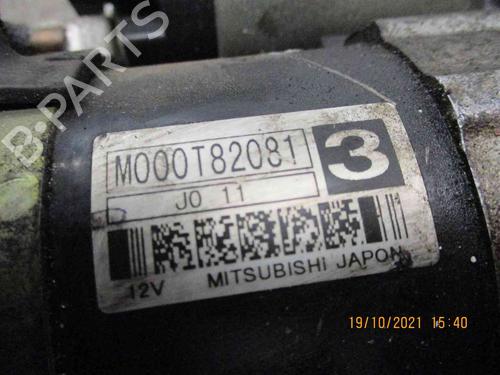 B-PARTS
M000T82081
3
J0 11
12V MITSUBISHI JAPON
19/10/2021 15:40